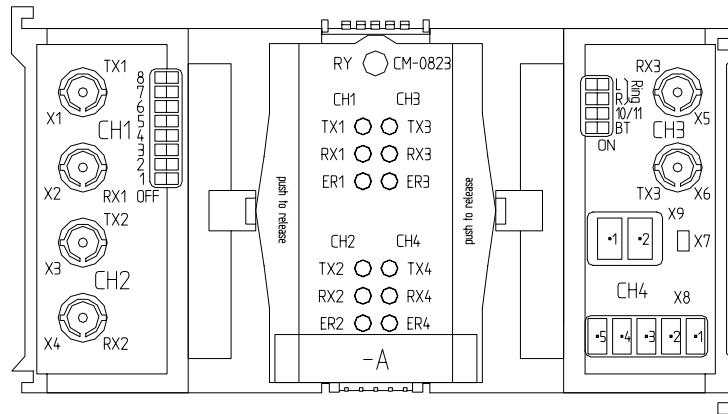 TX1
X1
CH1
X2
RX1
TX2
X3
CH2
X4
RX2
8
7
6
5
4
3
2
1
OFF
RY CM-0823
CH1 CH3
TX1 TX3
RX1 RX3
ER1 ER3
push to release
push to release
CH2 CH4
TX2 TX4
RX2 RX4
ER2 ER4
-A
RX3
L
R
Ring
10/11
BT
ON
X5
CH3
TX3
X6
X9
•1 •2
X7
CH4
X8
•5 •4 •3 •2 •1